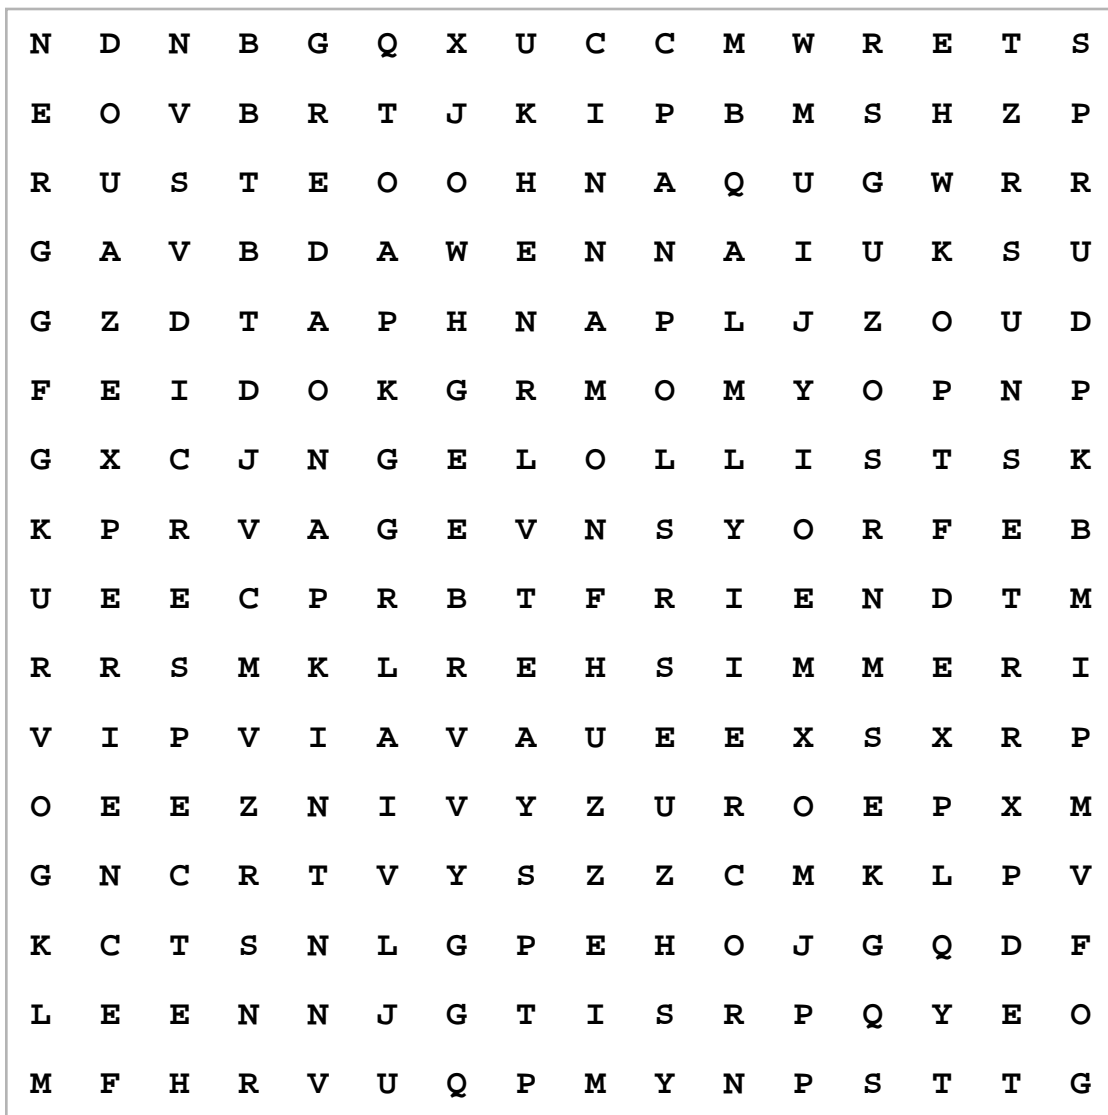 N D N B G Q X U C C M W R E T S
E O V B R T J K I P B M S H Z P
R U S T E O O H N A Q U G W R R
G A V B D A W E N N A I U K S U
G Z D T A P H N A P L J Z O U D
F E I D O K G R M O M Y O P N P
G X C J N G E L O L L I S T S K
K P R V A G E V N S Y O R F E B
U E E C P R B T F R I E N D T M
R R S M K L R E H S I M M E R I
V I P V I A V A U E E X S X R P
O E E Z N I V Y Z U R O E P X M
G N C R T V Y S Z Z C M K L P V
K C T S N L G P E H O J G Q D F
L E E N N J G T I S R P Q Y E O
M F H R V U Q P M Y N P S T T G